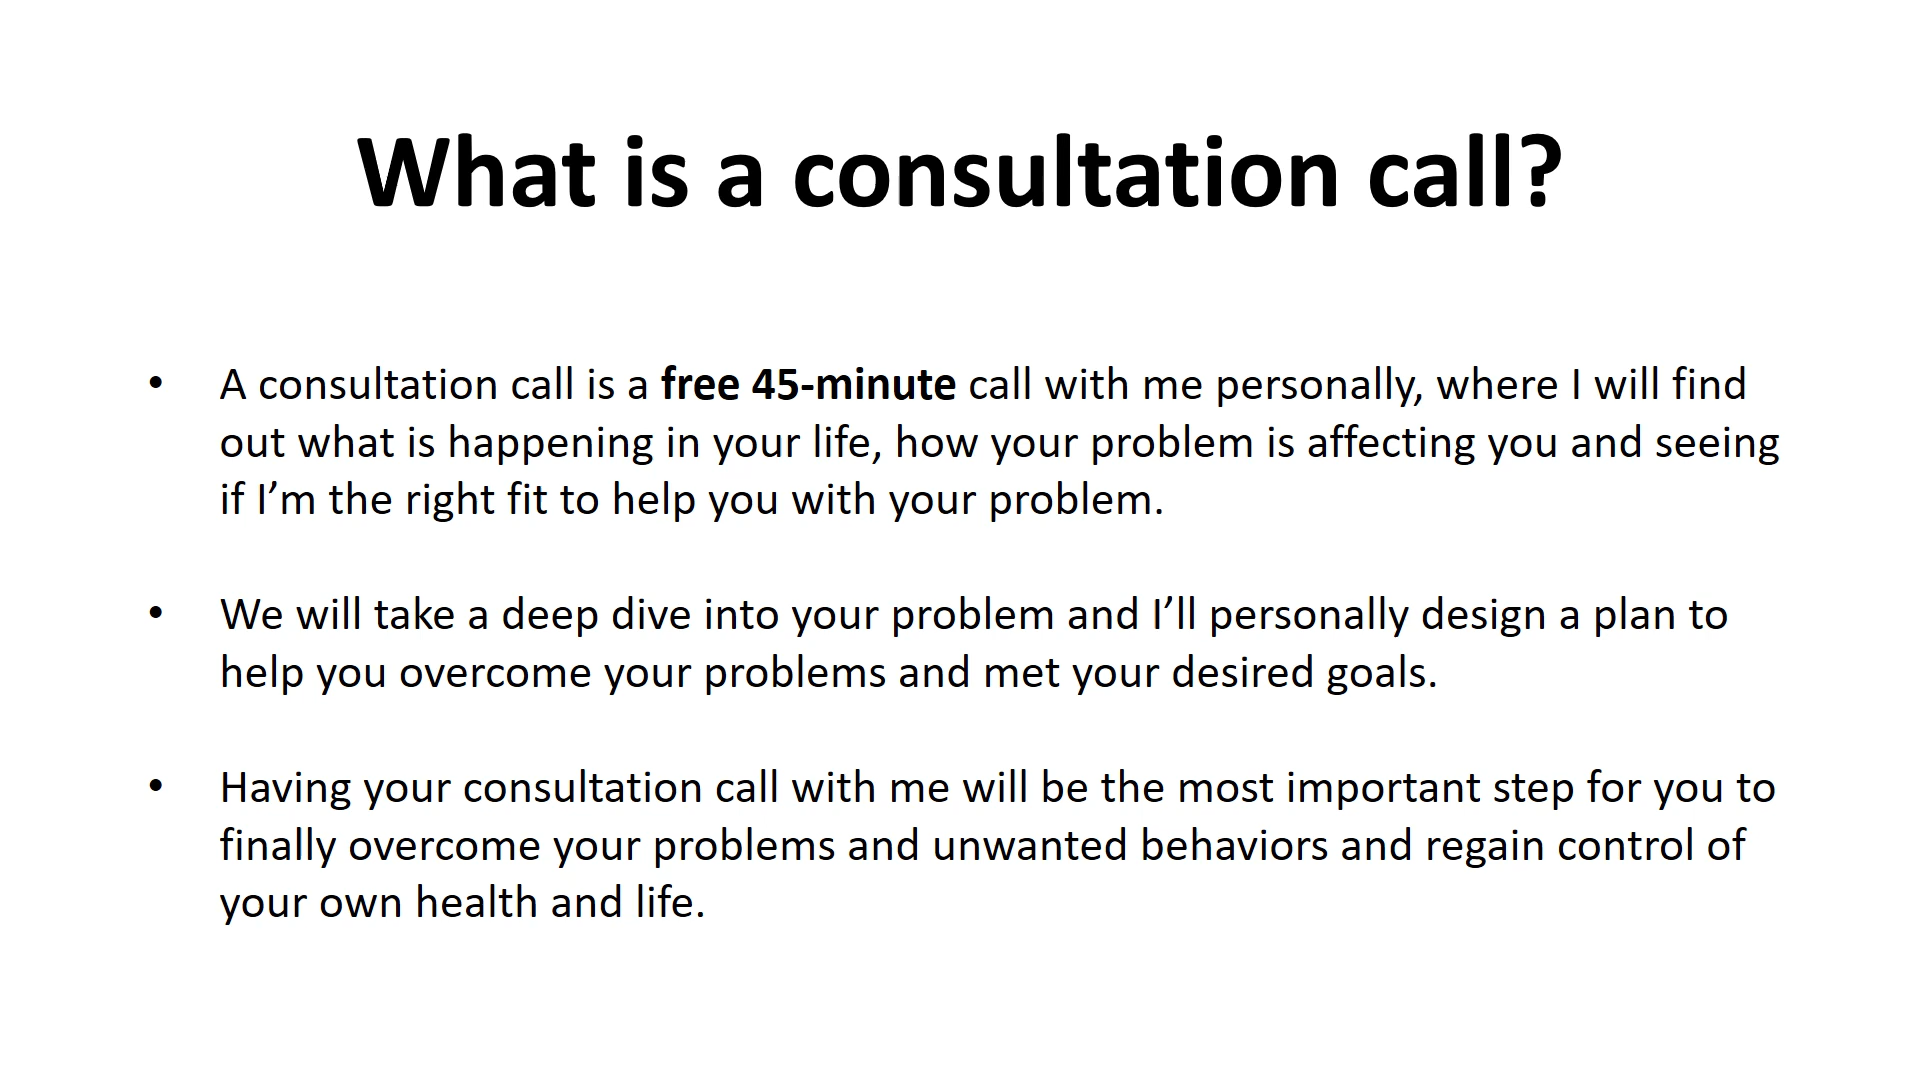 What is a consultation call?
• A consultation call is a free 45-minute call with me personally, where I will find
out what is happening in your life, how your problem is affecting you and seeing
if I’m the right fit to help you with your problem.
• We will take a deep dive into your problem and I’ll personally design a plan to
help you overcome your problems and met your desired goals.
• Having your consultation call with me will be the most important step for you to
finally overcome your problems and unwanted behaviors and regain control of
your own health and life.